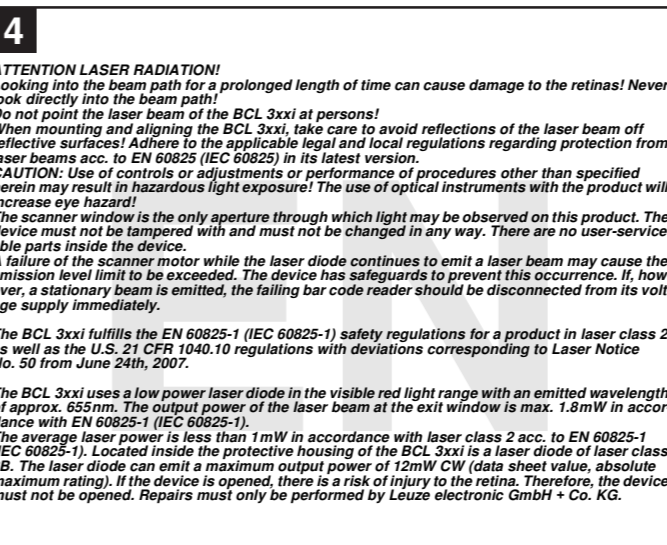 4
ATTENTION LASER RADIATION!
Looking into the beam path for a prolonged length of time can cause damage to the retinas! Never
look directly into the beam path!
Do not point the laser beam of the BCL 3xxi at persons!
When mounting and aligning the BCL 3xxi, take care to avoid reflections of the laser beam off
reflective surfaces! Adhere to the applicable legal and local regulations regarding protection from
laser beams acc. to EN 60825 (IEC 60825) in its latest version.
CAUTION: Use of controls or adjustments or performance of procedures other than specified
herein may result in hazardous light exposure! The use of optical instruments with the product will
increase eye hazard!
The scanner window is the only aperture through which light may be observed on this product. The
device must not be tampered with and must not be changed in any way. There are no user-service
able parts inside the device.
A failure of the scanner motor while the laser diode continues to emit a laser beam may cause the
emission level limit to be exceeded. The device has safeguards to prevent this occurrence. If, how
ever, a stationary beam is emitted, the failing bar code reader should be disconnected from its volt
age supply immediately.
The BCL 3xxi fulfills the EN 60825-1 (IEC 60825-1) safety regulations for a product in laser class 2
as well as the U.S. 21 CFR 1040.10 regulations with deviations corresponding to Laser Notice
No. 50 from June 24th, 2007.
The BCL 3xxi uses a low power laser diode in the visible red light range with an emitted wavelength
of approx. 655nm. The output power of the laser beam at the exit window is max. 1.8mW in accor
dance with EN 60825-1 (IEC 60825-1).
The average laser power is less than 1mW in accordance with laser class 2 acc. to EN 60825-1
(IEC 60825-1). Located inside the protective housing of the BCL 3xxi is a laser diode of laser class
3B. The laser diode can emit a maximum output power of 12mW CW (data sheet value, absolute
maximum rating). If the device is opened, there is a risk of injury to the retina. Therefore, the device
must not be opened. Repairs must only be performed by Leuze electronic GmbH + Co. KG.
EN